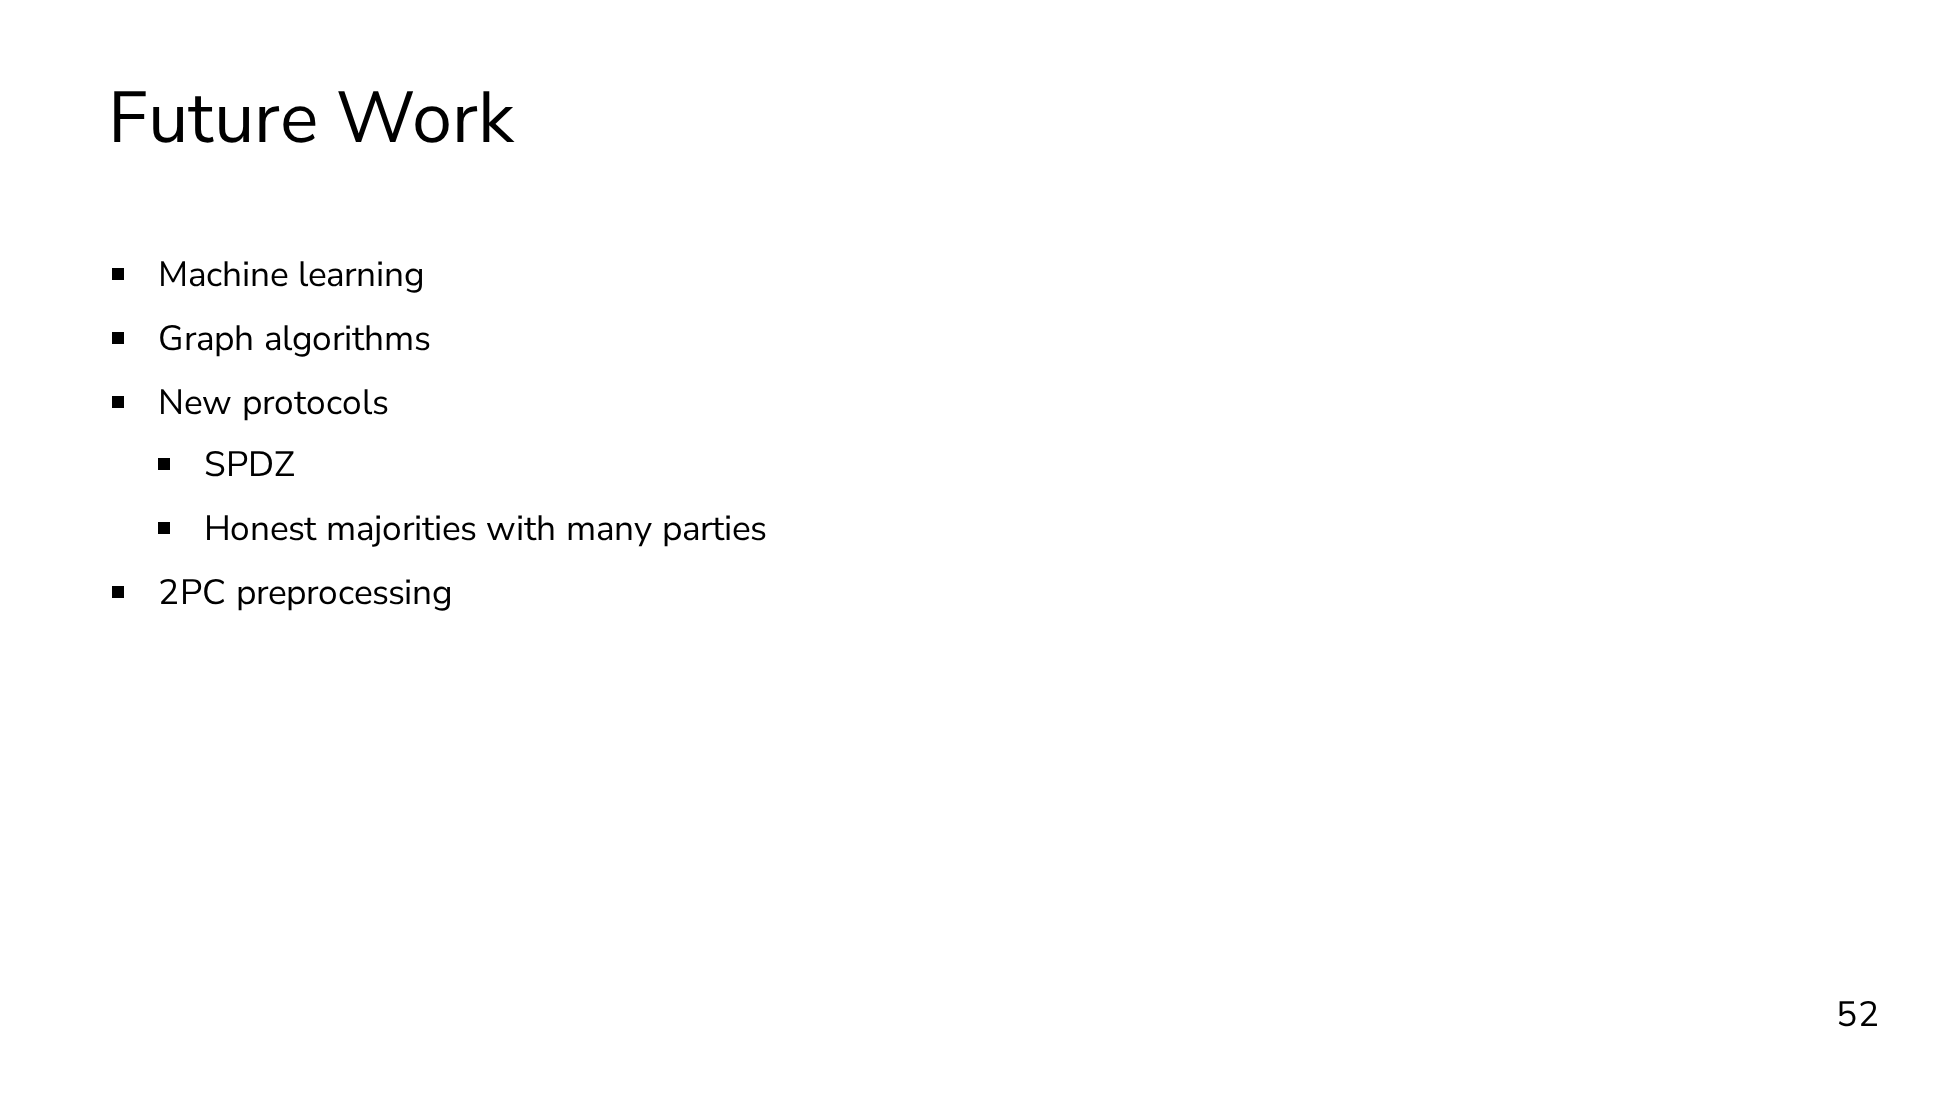 Future Work
▪ Machine learning
▪ Graph algorithms
▪ New protocols
▪ SPDZ
▪ Honest majorities with many parties
▪ 2PC preprocessing
52